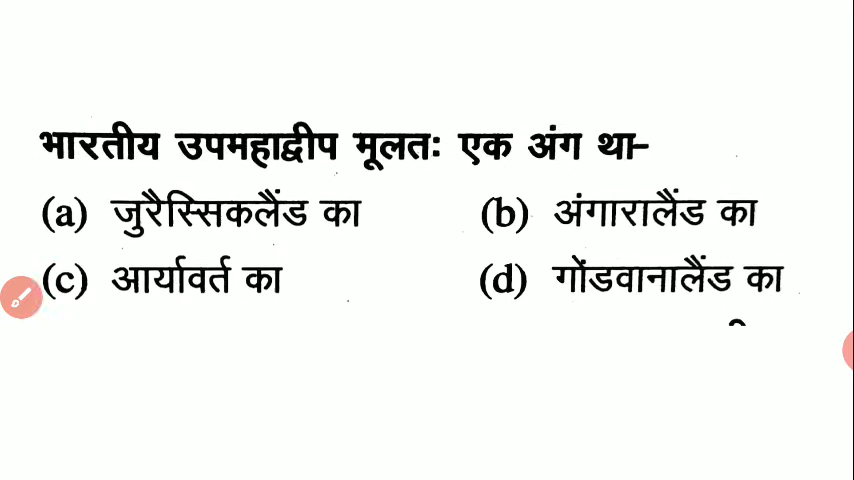 भारतीय उपमहाद्वीप मूलतः एक अंग था-
(a) जुरैस्सिकलैंड का (b) अंगारालैंड का
(c) आर्यावर्त का (d) गोंडवानालैंड का